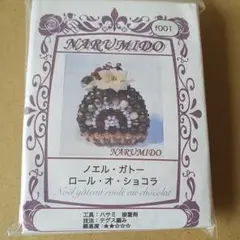 NARUMIDO
f001
NARUMIDO
ノエル・ガトー
ロール・オ・ショコラ
Noël gâteau roulé au chocolat
工具：ハサミ 接着剤
技法：テグス編み
難易度：★★☆☆☆